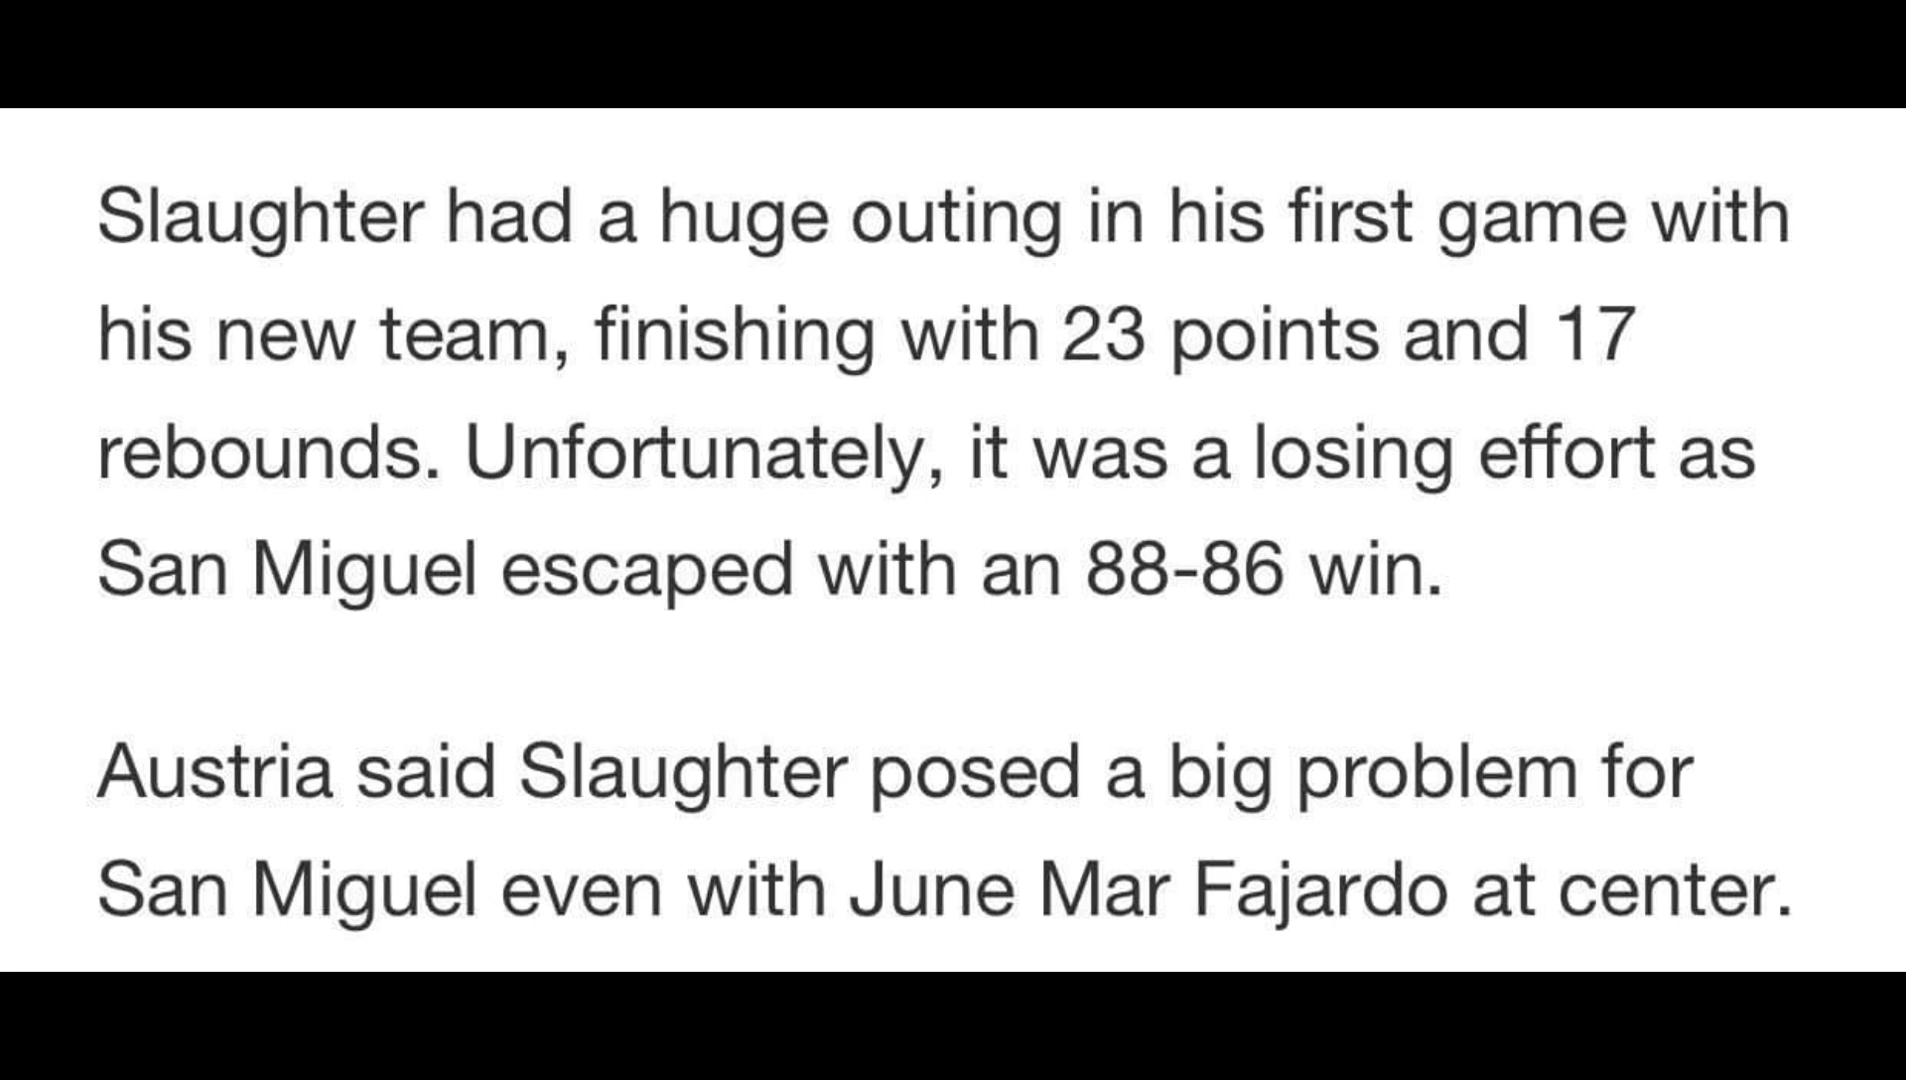 Slaughter had a huge outing in his first game with
his new team, finishing with 23 points and 17
rebounds. Unfortunately, it was a losing effort as
San Miguel escaped with an 88-86 win.
Austria said Slaughter posed a big problem for
San Miguel even with June Mar Fajardo at center.